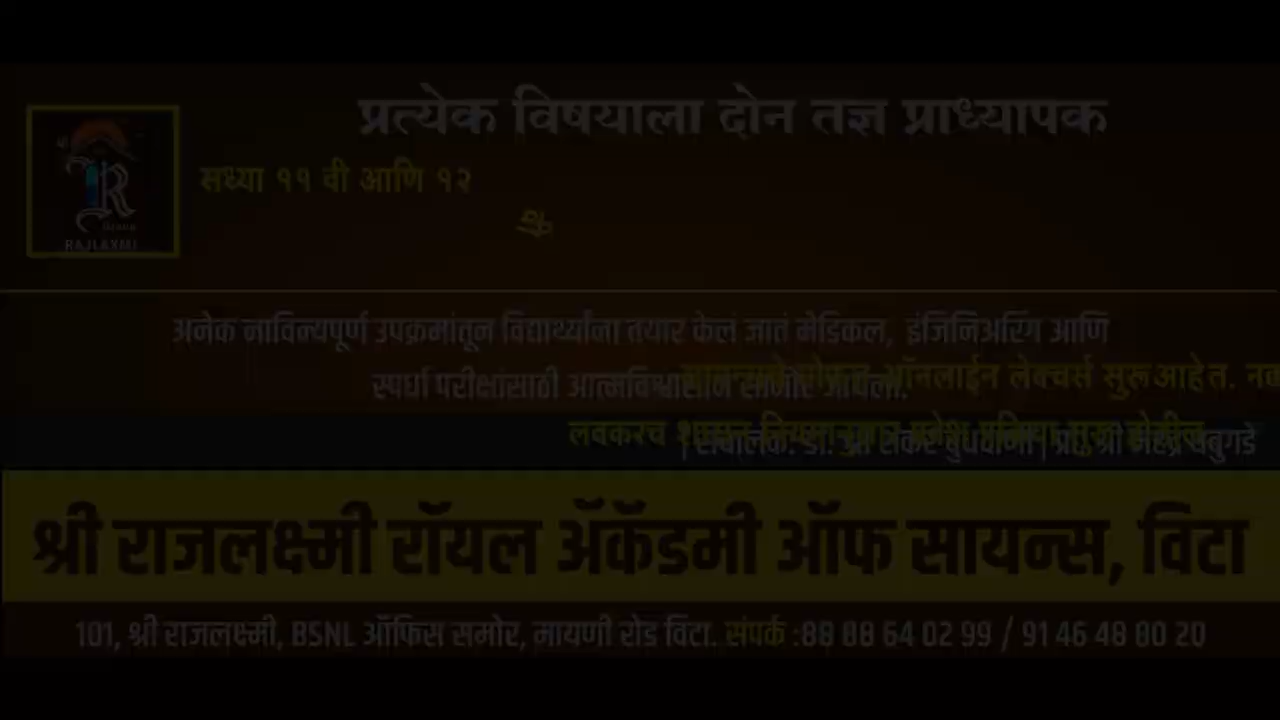 प्रत्येक विषयाला दोन तज्ञ प्राध्यापक
सध्या ११ वी आणि १२
RAJLAXMI
अनेक नाविन्यपूर्ण उपक्रमांतून विद्यार्थ्यांना तयार केलं जातं मेडिकल, इंजिनिअरिंग आणि
ऑनलाईन लेक्चर्स सुरू आहेत.
स्पर्धा परीक्षांसाठी आत्मविश्वासानं सामोरं जायला.
लवकरच
श्री राजलक्ष्मी रॉयल ॲकॅडमी ऑफ सायन्स, विटा
101, श्री राजलक्ष्मी, BSNL ऑफिस समोर, मायणी रोड विटा. संपर्क :88 88 64 02 99 / 91 46 48 80 20